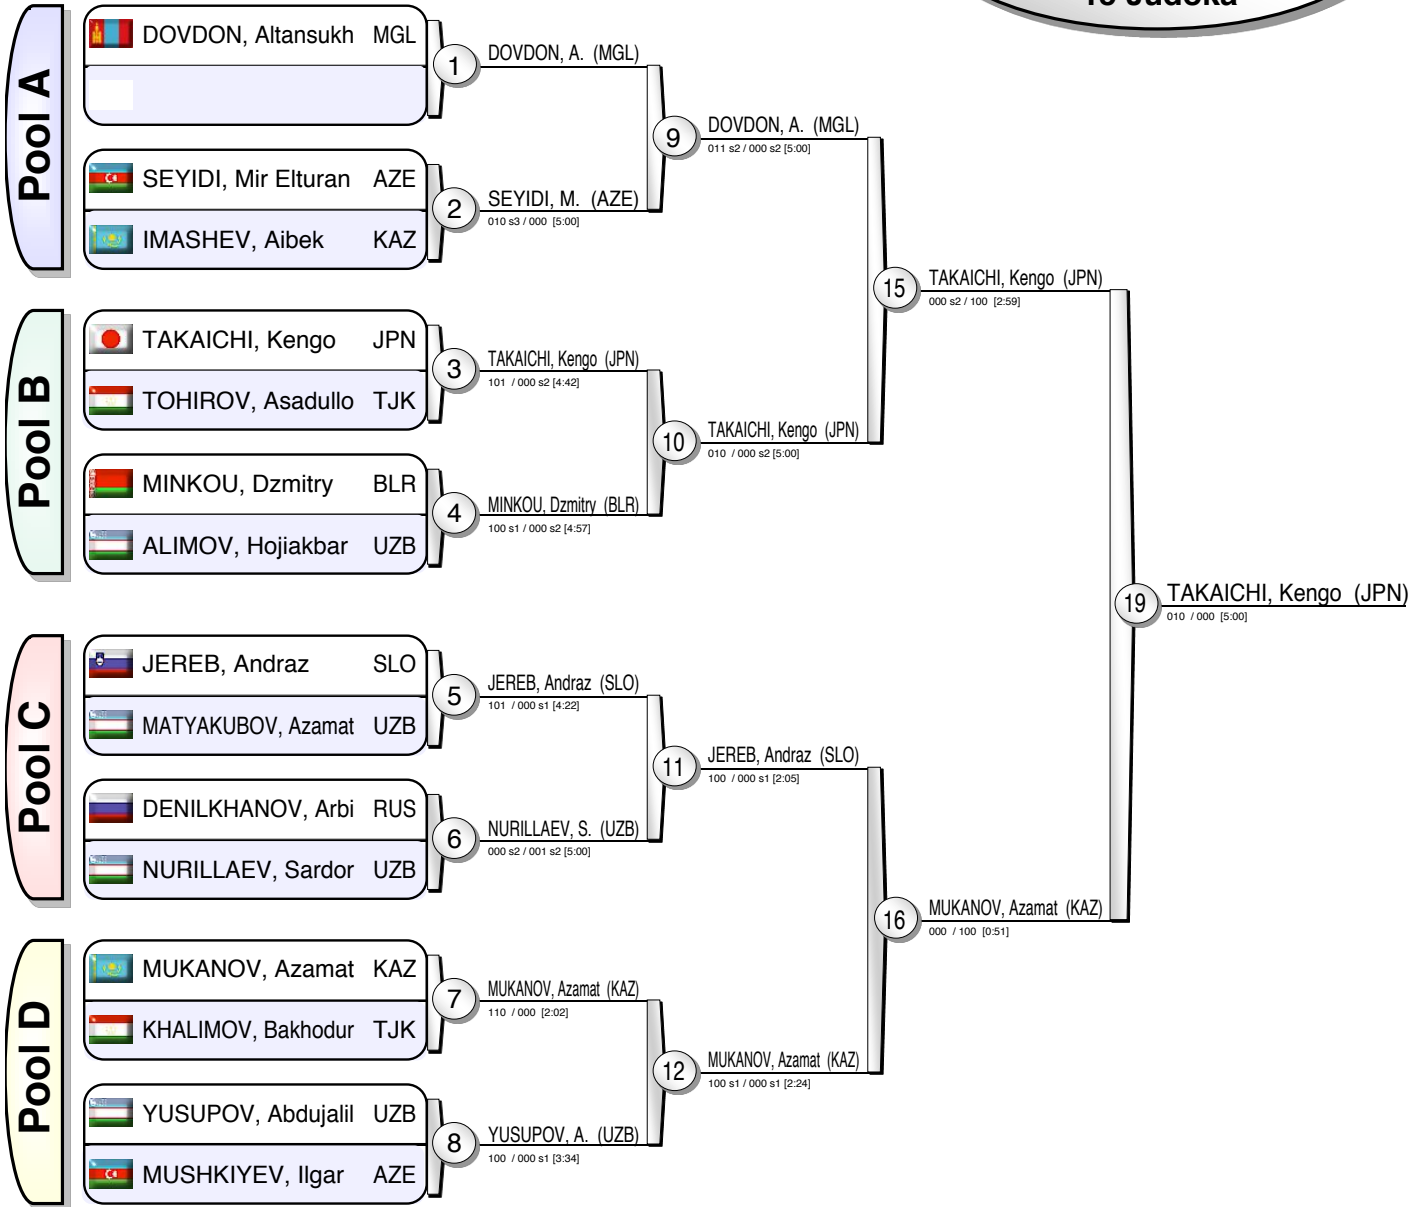 15 Judoka
Pool A
DOVDON, Altansukh MGL
SEYIDI, Mir Elturan AZE
IMASHEV, Aibek KAZ
Pool B
TAKAICHI, Kengo JPN
TOHIROV, Asadullo TJK
MINKOU, Dzmitry BLR
ALIMOV, Hojiakbar UZB
Pool C
JEREB, Andraz SLO
MATYAKUBOV, Azamat UZB
DENILKHANOV, Arbi RUS
NURILLAEV, Sardor UZB
Pool D
MUKANOV, Azamat KAZ
KHALIMOV, Bakhodur TJK
YUSUPOV, Abdujalil UZB
MUSHKIYEV, Ilgar AZE
1
DOVDON, A. (MGL)
2
SEYIDI, M. (AZE)
010 s3 / 000 [5:00]
3
TAKAICHI, Kengo (JPN)
101 / 000 s2 [4:42]
4
MINKOU, Dzmitry (BLR)
100 s1 / 000 s2 [4:57]
5
JEREB, Andraz (SLO)
101 / 000 s1 [4:22]
6
NURILLAEV, S. (UZB)
000 s2 / 001 s2 [5:00]
7
MUKANOV, Azamat (KAZ)
110 / 000 [2:02]
8
YUSUPOV, A. (UZB)
100 / 000 s1 [3:34]
9
DOVDON, A. (MGL)
011 s2 / 000 s2 [5:00]
10
TAKAICHI, Kengo (JPN)
010 / 000 s2 [5:00]
11
JEREB, Andraz (SLO)
100 / 000 s1 [2:05]
12
MUKANOV, Azamat (KAZ)
100 s1 / 000 s1 [2:24]
15
TAKAICHI, Kengo (JPN)
000 s2 / 100 [2:59]
16
MUKANOV, Azamat (KAZ)
000 / 100 [0:51]
19
TAKAICHI, Kengo (JPN)
010 / 000 [5:00]